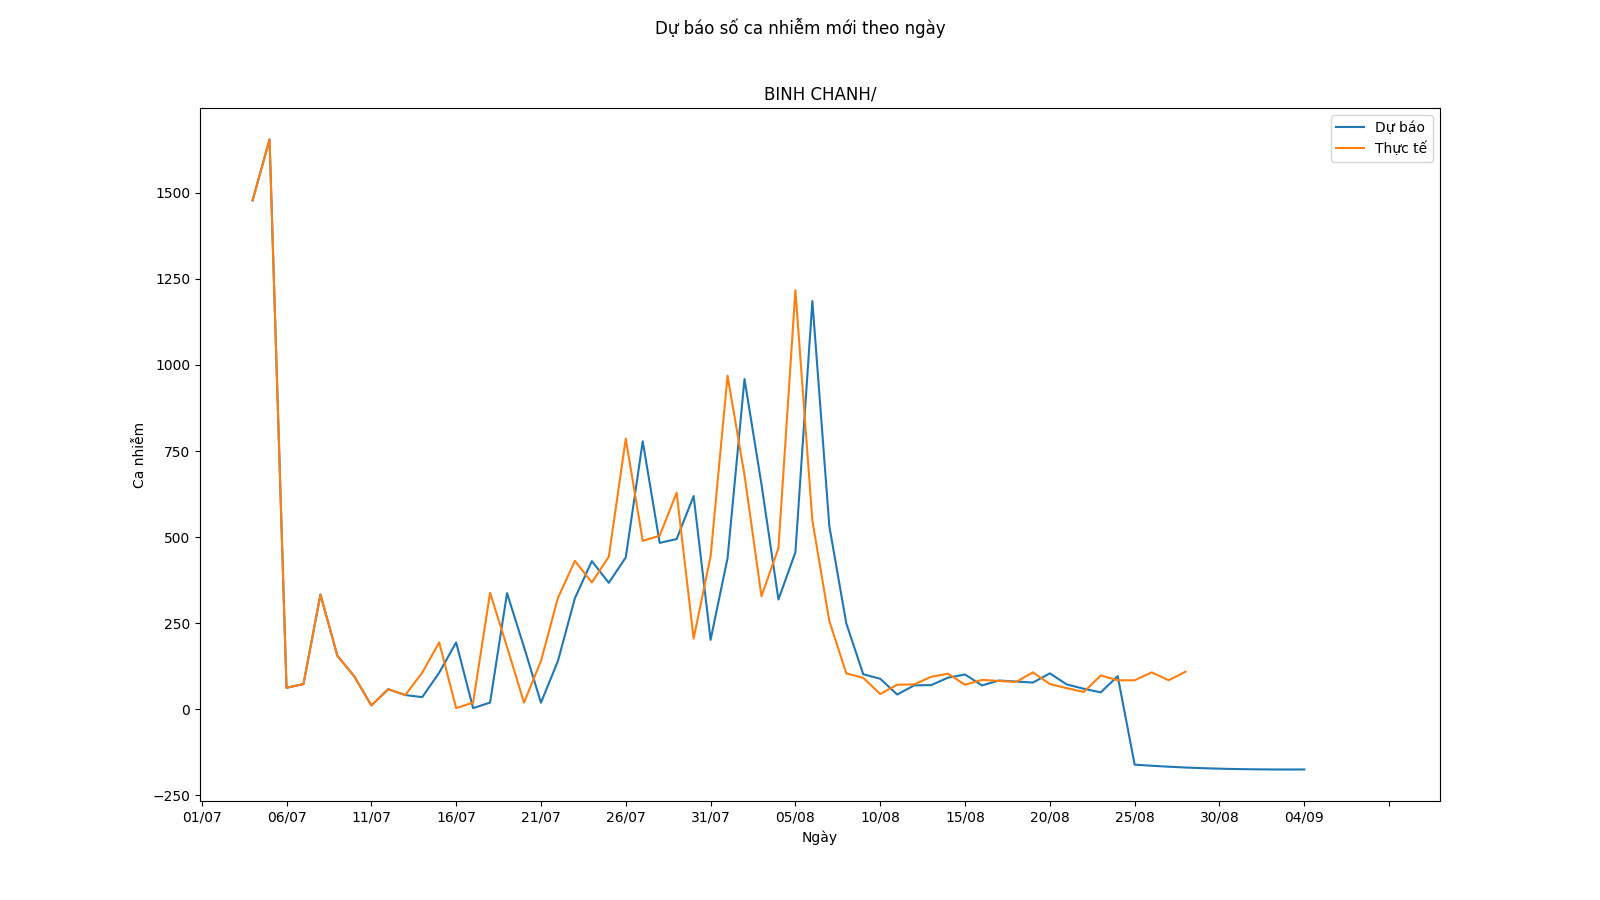 Dự báo số ca nhiễm mới theo ngày
BINH CHANH/
Dự báo
Thực tế
1500
1250
1000
750
500
250
0
−250
Ca nhiễm
01/07 06/07 11/07 16/07 21/07 26/07 31/07 05/08 10/08 15/08 20/08 25/08 30/08 04/09
Ngày